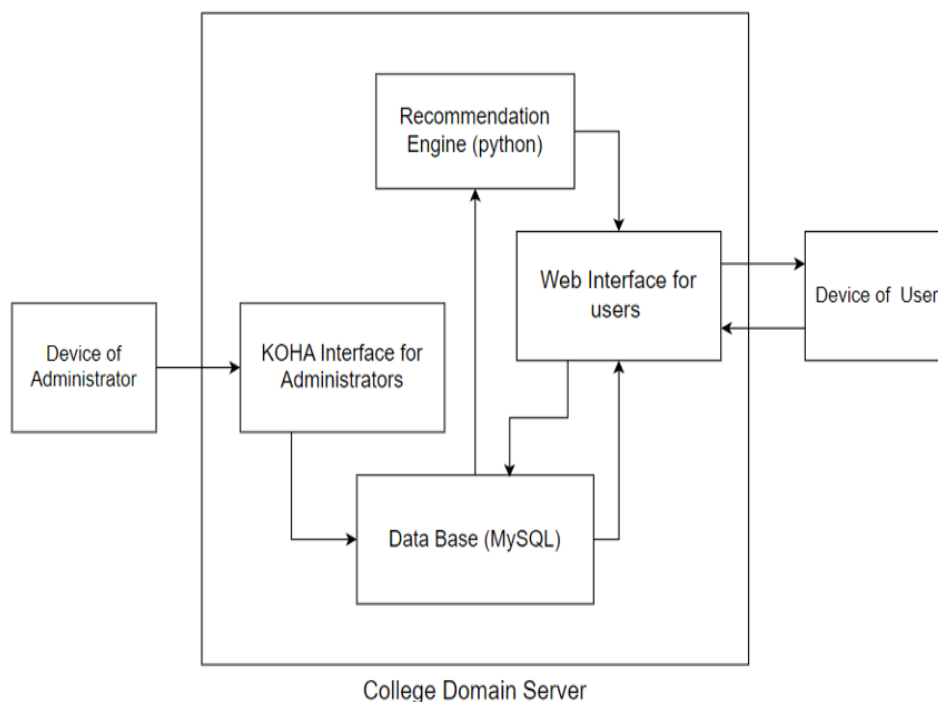 Recommendation
Engine (python)
Web Interface for
users
Device of User
Device of
Administrator
KOHA Interface for
Administrators
Data Base (MySQL)
College Domain Server